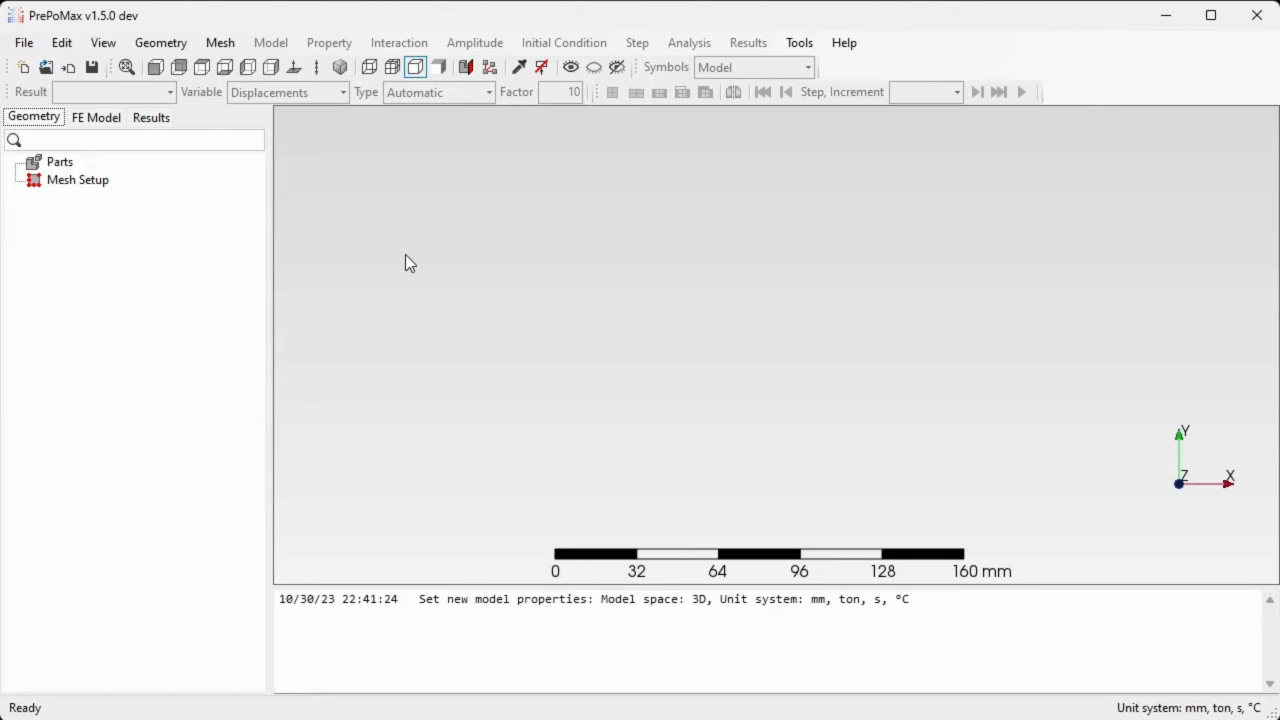 PrePoMax v1.5.0 dev
File Edit View Geometry Mesh Model Property Interaction Amplitude Initial Condition Step Analysis Results Tools Help
Symbols Model
Result Variable Displacements Type Automatic Factor 10 Step, Increment
Geometry FE Model Results
Parts
Mesh Setup
Y
Z X
0 32 64 96 128 160 mm
10/30/23 22:41:24 Set new model properties: Model space: 3D, Unit system: mm, ton, s, °C
Ready Unit system: mm, ton, s, °C